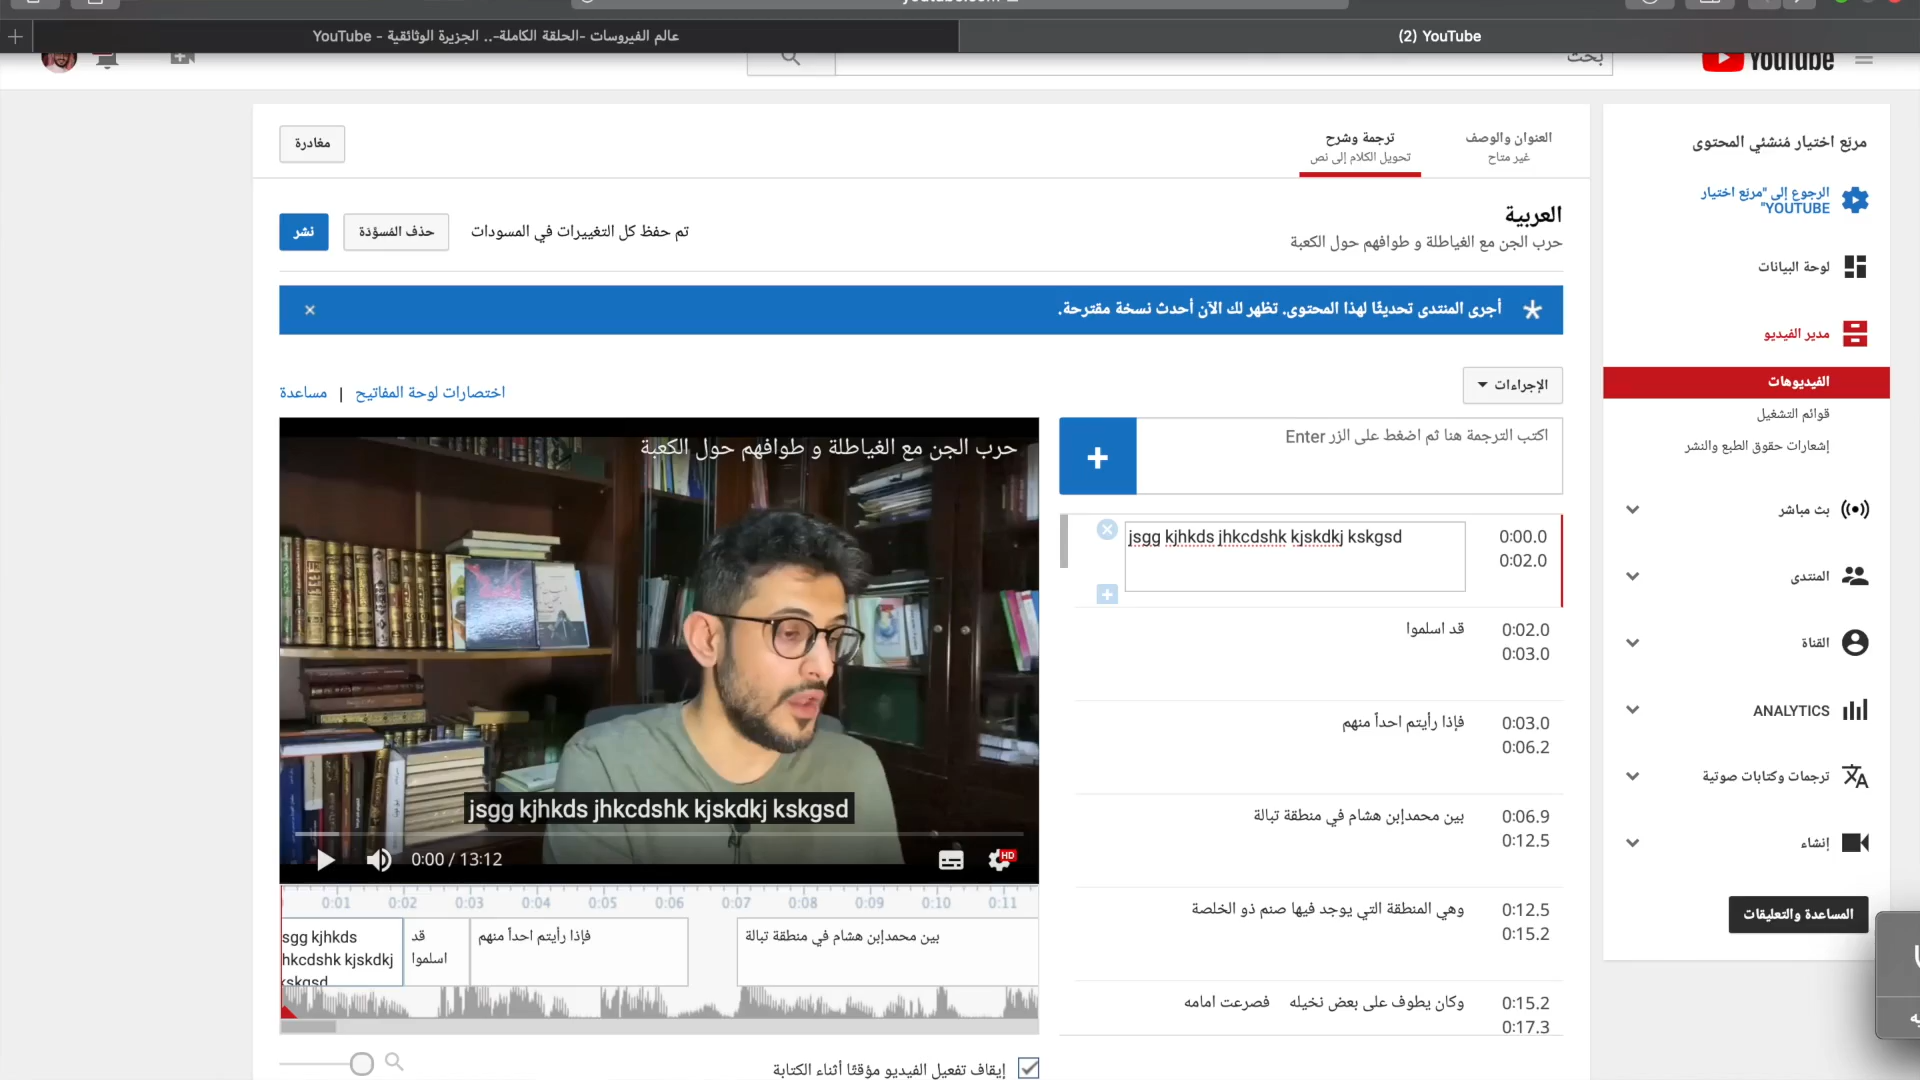 (2) YouTube
عالم الفيروسات -الحلقة الكاملة-.. الجزيرة الوثائقية - YouTube
YouTube
بحث
مربّع اختيار مُنشئي المحتوى
الرجوع إلى "مربّع اختيار
YOUTUBE"
لوحة البيانات
مدير الفيديو
الفيديوهات
قوائم التشغيل
إشعارات حقوق الطبع والنشر
بث مباشر
المنتدى
القناة
ANALYTICS
ترجمات وكتابات صوتية
إنشاء
المساعدة والتعليقات
العنوان والوصف
غير متاح
ترجمة وشرح
تحويل الكلام إلى نص
مغادرة
العربية
حرب الجن مع الغياطلة و طوافهم حول الكعبة
تم حفظ كل التغييرات في المسودات
حذف المُسوَّدة
نشر
أجرى المنتدى تحديثًا لهذا المحتوى. تظهر لك الآن أحدث نسخة مقترحة.
الإجراءات
اختصارات لوحة المفاتيح | مساعدة
اكتب الترجمة هنا ثم اضغط على الزر Enter
0:00.0
jsgg kjhkds jhkcdshk kjskdkj kskgsd
0:02.0
0:02.0
قد اسلموا
0:03.0
0:03.0
فإذا رأيتم احداً منهم
0:06.2
0:06.9
بين محمدإبن هشام في منطقة تبالة
0:12.5
0:12.5
وهي المنطقة التي يوجد فيها صنم ذو الخلصة
0:15.2
0:15.2
وكان يطوف على بعض نخيله فصرعت امامه
0:17.3
حرب الجن مع الغياطلة و طوافهم حول الكعبة
jsgg kjhkds jhkcdshk kjskdkj kskgsd
0:00 / 13:12
HD
0:01 0:02 0:03 0:04 0:05 0:06 0:07 0:08 0:09 0:10 0:11
sgg kjhkds
hkcdshk kjskdkj
kskgsd
قد
اسلموا
فإذا رأيتم احداً منهم
بين محمدإبن هشام في منطقة تبالة
إيقاف تفعيل الفيديو مؤقتًا أثناء الكتابة